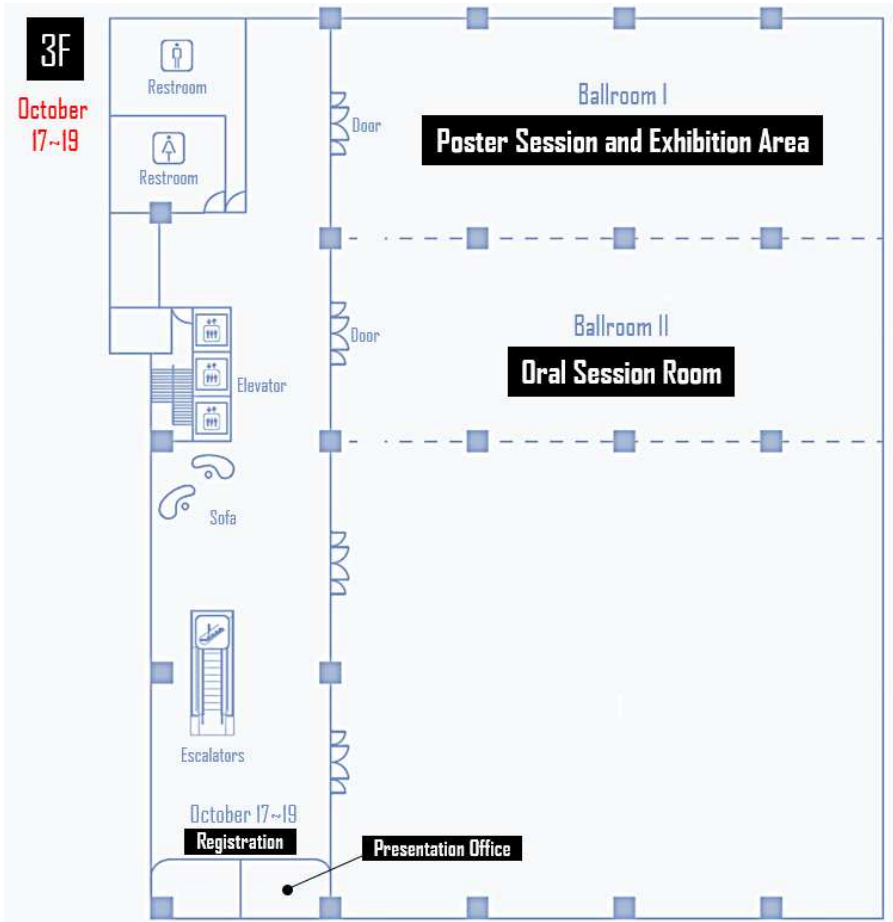 3F
October
17~19
Restroom
Restroom
Door
Ballroom I
Poster Session and Exhibition Area
Door
Ballroom II
Oral Session Room
Elevator
Sofa
Escalators
October 17~19
Registration
Presentation Office